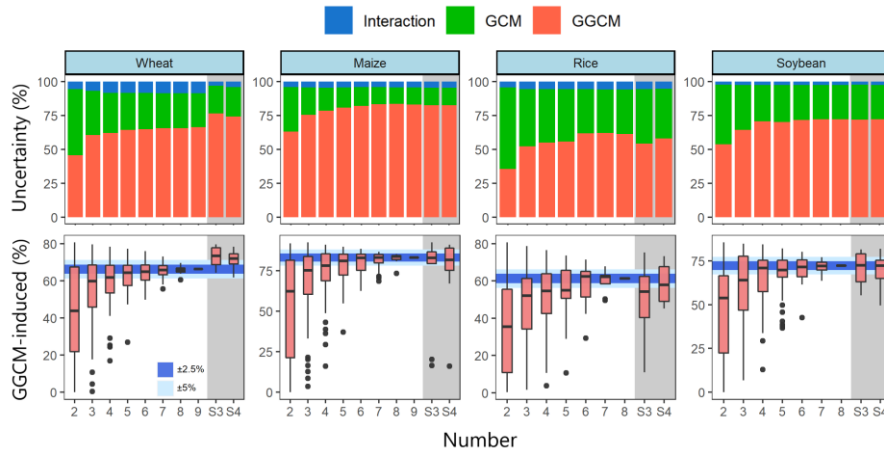 Interaction GCM GGCM
Wheat Maize Rice Soybean
Uncertainty (%)
100 100 100 100
75 75 75 75
50 50 50 50
25 25 25 25
0 0 0 0
GGCM-induced (%)
80 80
75 75
60 60
50 50
40 40
25 25
20 20
0 0 0 0
±2.5%
±5%
2 3 4 5 6 7 8 9 S3 S4 2 3 4 5 6 7 8 9 S3 S4 2 3 4 5 6 7 8 S3 S4 2 3 4 5 6 7 8 S3 S4
Number